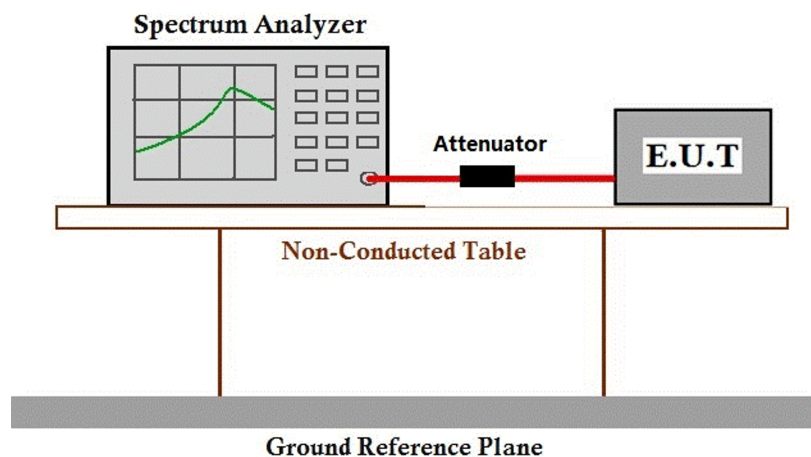 Spectrum Analyzer
Attenuator
E.U.T
Non-Conducted Table
Ground Reference Plane